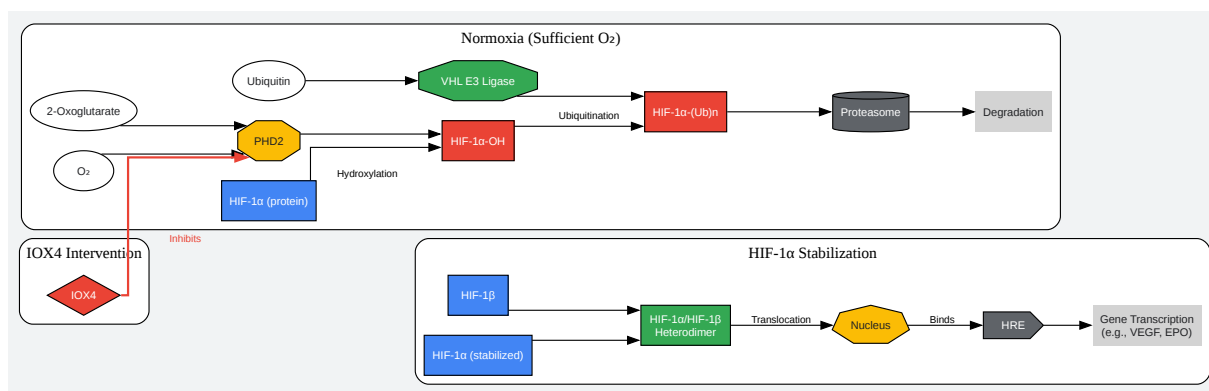 Normoxia (Sufficient O₂)
Ubiquitin
VHL E3 Ligase
2-Oxoglutarate
HIF-1α-(Ub)n
Proteasome
Degradation
Ubiquitination
PHD2
HIF-1α-OH
O₂
Hydroxylation
HIF-1α (protein)
Inhibits
IOX4 Intervention
IOX4
HIF-1α Stabilization
HIF-1β
HIF-1α/HIF-1β
Heterodimer
Translocation
Nucleus
Binds
HRE
Gene Transcription
(e.g., VEGF, EPO)
HIF-1α (stabilized)